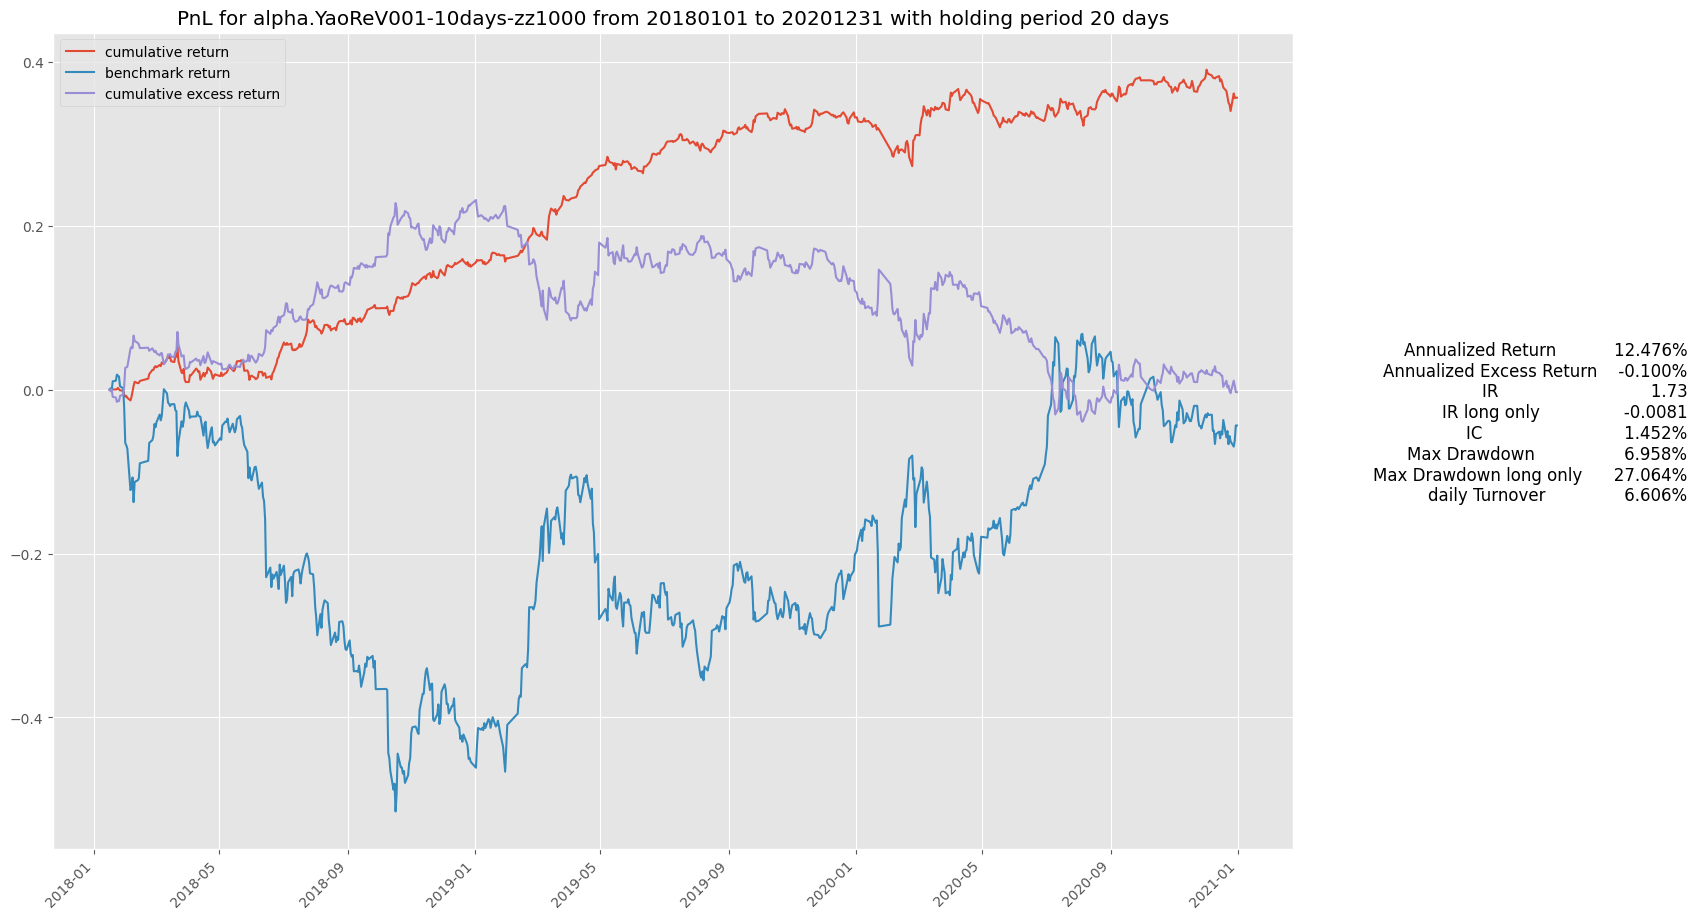 PnL for alpha.YaoReV001-10days-zz1000 from 20180101 to 20201231 with holding period 20 days
cumulative return
benchmark return
cumulative excess return
0.4
0.2
0.0
−0.2
−0.4
2018-01
2018-05
2018-09
2019-01
2019-05
2019-09
2020-01
2020-05
2020-09
2021-01
Annualized Return 12.476%
Annualized Excess Return -0.100%
IR 1.73
IR long only -0.0081
IC 1.452%
Max Drawdown 6.958%
Max Drawdown long only 27.064%
daily Turnover 6.606%